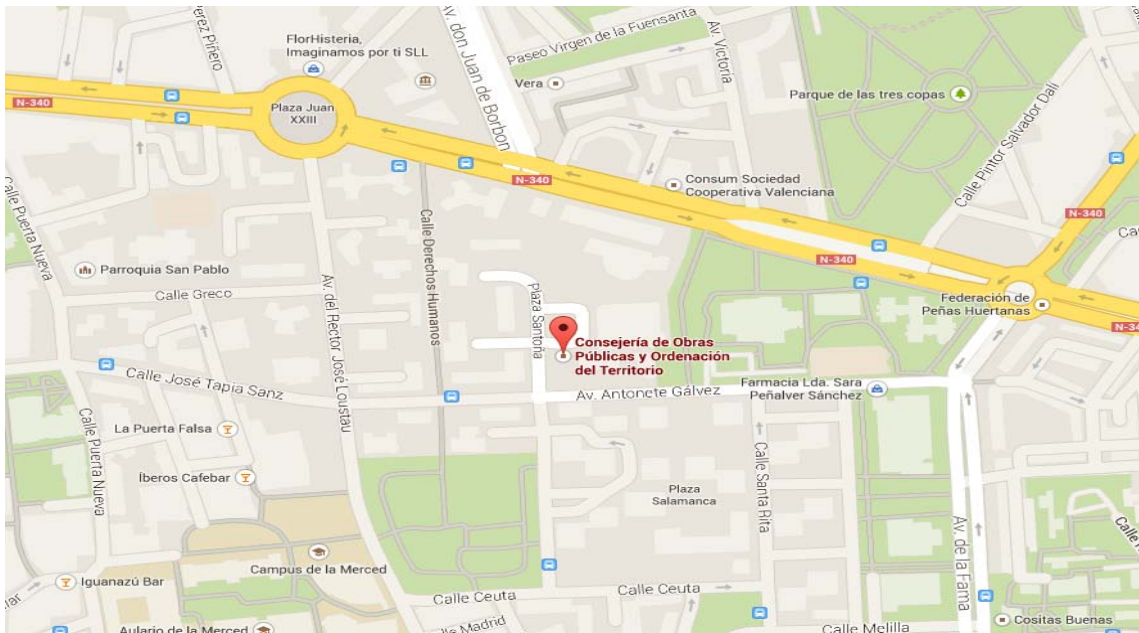 erez Piñero
FlorHisteria,
Imaginamos por ti SLL
Av. don Juan de Borbon
Paseo Virgen de la Fuensanta
Av. Victoria
Vera
Parque de las tres copas
Calle Pintor Salvador Dalí
N-340
Plaza Juan
XXIII
N-340
Consum Sociedad
Cooperativa Valenciana
N-340
N-340
Calle Puerta Nueva
Calle Derechos Humanos
Parroquia San Pablo
Calle Greco
Av. del Rector José Loustau
Plaza Santoña
Federación de
Peñas Huertanas
N-340
Consejería de Obras
Públicas y Ordenación
del Territorio
Calle José Tapia Sanz
Av. Antoncte Gálvez
Farmacia Lda. Sara
Peñalver Sánchez
La Puerta Falsa
Calle Puerta Nueva
Íberos Cafebar
Plaza
Salamanca
Calle Santa Rita
Av. de la Fama
Campus de la Merced
Iguanazú Bar
Calle Ceuta
Calle Ceuta
Calle Madrid
Aulario de la Merced
Calle Melilla
Cositas Buenas